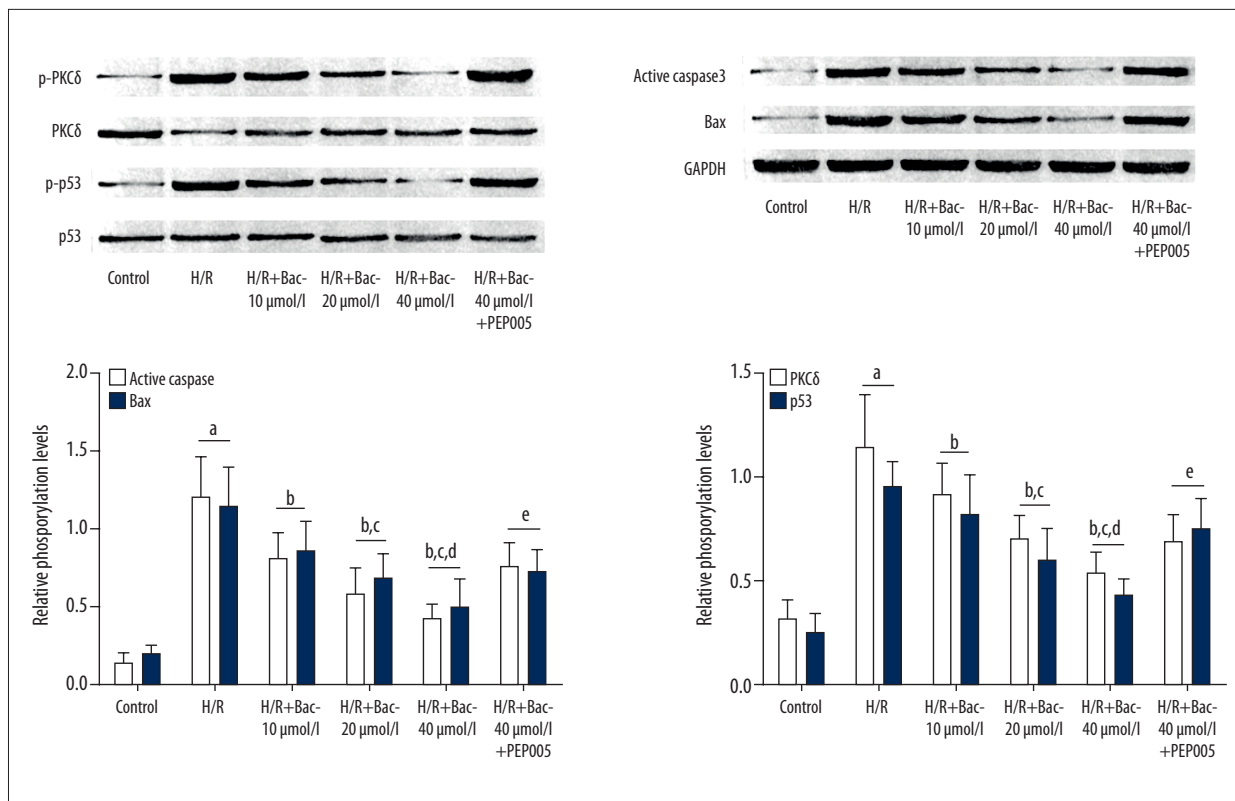 p-PKCδ
PKCδ
p-p53
p53
Control H/R H/R+Bac- H/R+Bac- H/R+Bac- H/R+Bac-
10 µmol/l 20 µmol/l 40 µmol/l 40 µmol/l
+PEP005
Active caspase3
Bax
GAPDH
Control H/R H/R+Bac- H/R+Bac- H/R+Bac- H/R+Bac-
10 µmol/l 20 µmol/l 40 µmol/l 40 µmol/l
+PEP005
Relative phosporylation levels
2.0
1.5
1.0
0.5
0.0
Active caspase
Bax
a
b
b,c
b,c,d
e
Control H/R H/R+Bac- H/R+Bac- H/R+Bac- H/R+Bac-
10 µmol/l 20 µmol/l 40 µmol/l 40 µmol/l
+PEP005
Relative phosporylation levels
1.5
1.0
0.5
0.0
PKCδ
p53
a
b
b,c
b,c,d
e
Control H/R H/R+Bac- H/R+Bac- H/R+Bac- H/R+Bac-
10 µmol/l 20 µmol/l 40 µmol/l 40 µmol/l
+PEP005